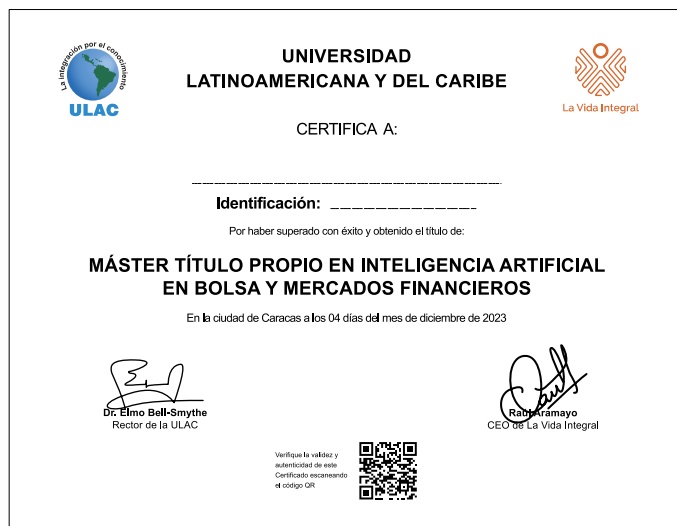 La integración por el conocimiento
ULAC
UNIVERSIDAD
LATINOAMERICANA Y DEL CARIBE
La Vida Integral
CERTIFICA A:
Identificación:
Por haber superado con éxito y obtenido el título de:
MÁSTER TÍTULO PROPIO EN INTELIGENCIA ARTIFICIAL
EN BOLSA Y MERCADOS FINANCIEROS
En la ciudad de Caracas a los 04 días del mes de diciembre de 2023
Dr. Elmo Bell-Smythe
Rector de la ULAC
Raúl Aramayo
CEO de La Vida Integral
Verifique la validez y
autenticidad de este
Certificado escaneando
el código QR